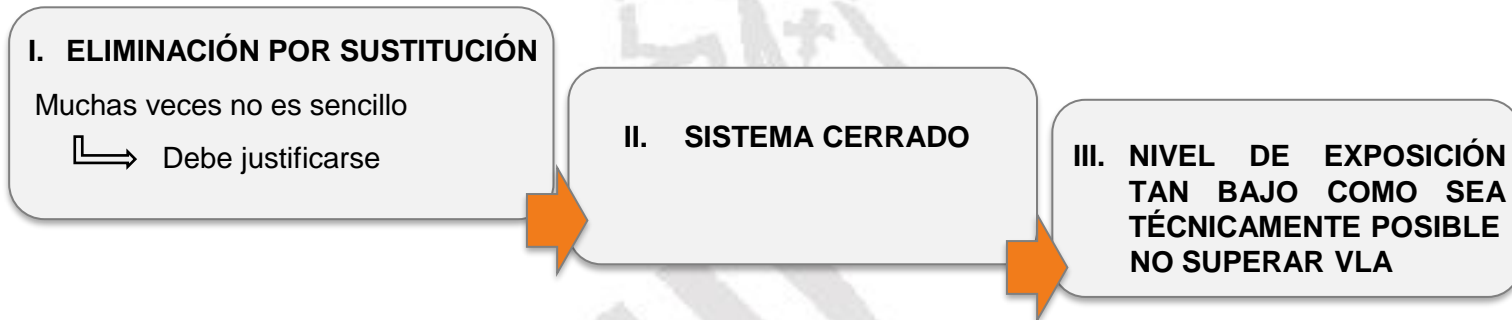 I. ELIMINACIÓN POR SUSTITUCIÓN
Muchas veces no es sencillo
Debe justificarse
II. SISTEMA CERRADO
III. NIVEL DE EXPOSICIÓN
TAN BAJO COMO SEA
TÉCNICAMENTE POSIBLE
NO SUPERAR VLA